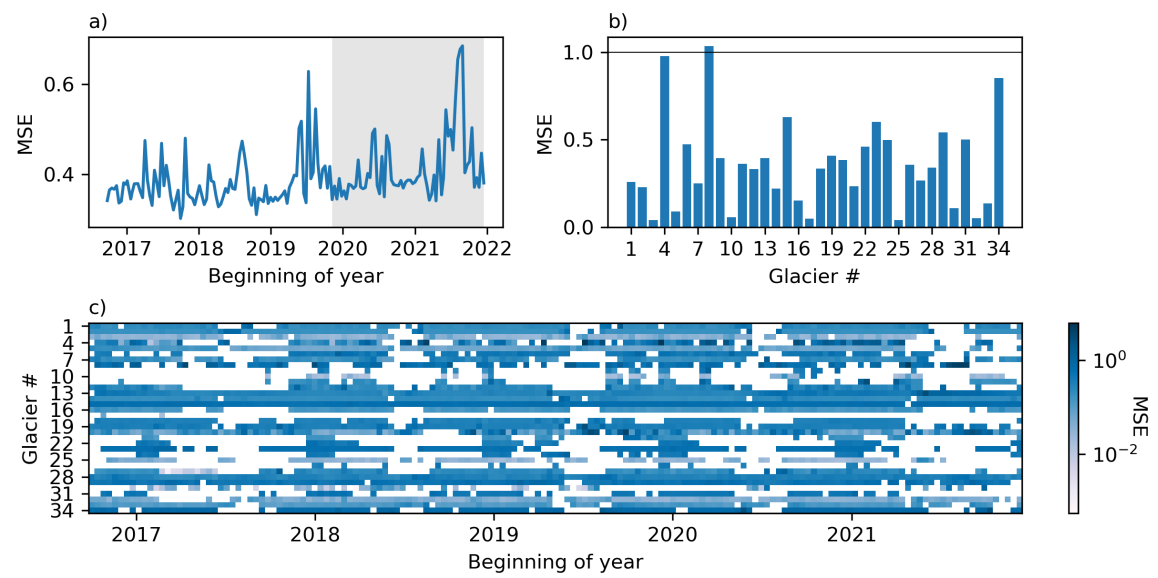 a)
MSE
0.6
0.4
2017 2018 2019 2020 2021 2022
Beginning of year
b)
MSE
1.0
0.5
0.0
1 4 7 10 13 16 19 22 25 28 31 34
Glacier #
c)
Glacier #
1
4
7
10
13
16
19
22
25
28
31
34
2017 2018 2019 2020 2021
Beginning of year
10⁰
10⁻²
MSE